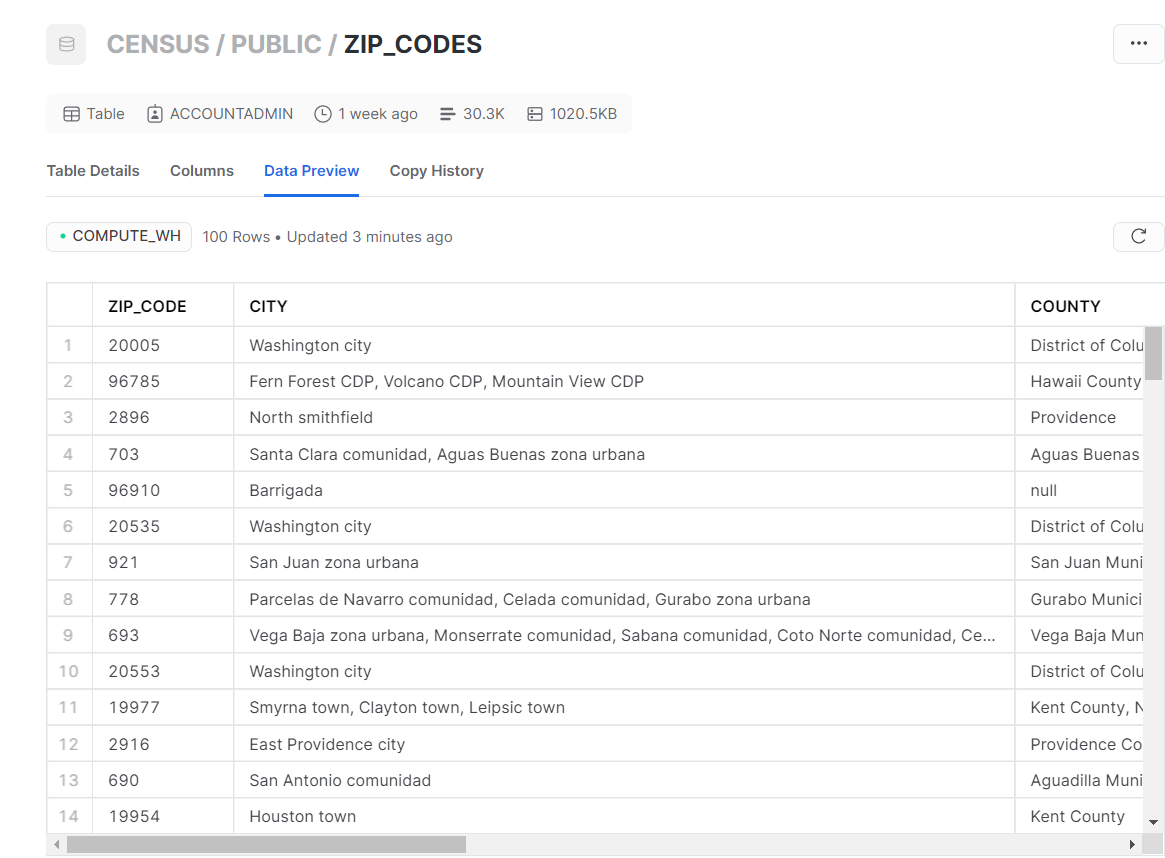 CENSUS / PUBLIC / ZIP_CODES
Table ACCOUNTADMIN 1 week ago 30.3K 1020.5KB
Table Details Columns Data Preview Copy History
COMPUTE_WH 100 Rows • Updated 3 minutes ago
ZIP_CODE CITY COUNTY
1 20005 Washington city District of Colu
2 96785 Fern Forest CDP, Volcano CDP, Mountain View CDP Hawaii County
3 2896 North smithfield Providence
4 703 Santa Clara comunidad, Aguas Buenas zona urbana Aguas Buenas
5 96910 Barrigada null
6 20535 Washington city District of Colu
7 921 San Juan zona urbana San Juan Muni
8 778 Parcelas de Navarro comunidad, Celada comunidad, Gurabo zona urbana Gurabo Munici
9 693 Vega Baja zona urbana, Monserrate comunidad, Sabana comunidad, Coto Norte comunidad, Ce... Vega Baja Mun
10 20553 Washington city District of Colu
11 19977 Smyrna town, Clayton town, Leipsic town Kent County, N
12 2916 East Providence city Providence Co
13 690 San Antonio comunidad Aguadilla Muni
14 19954 Houston town Kent County